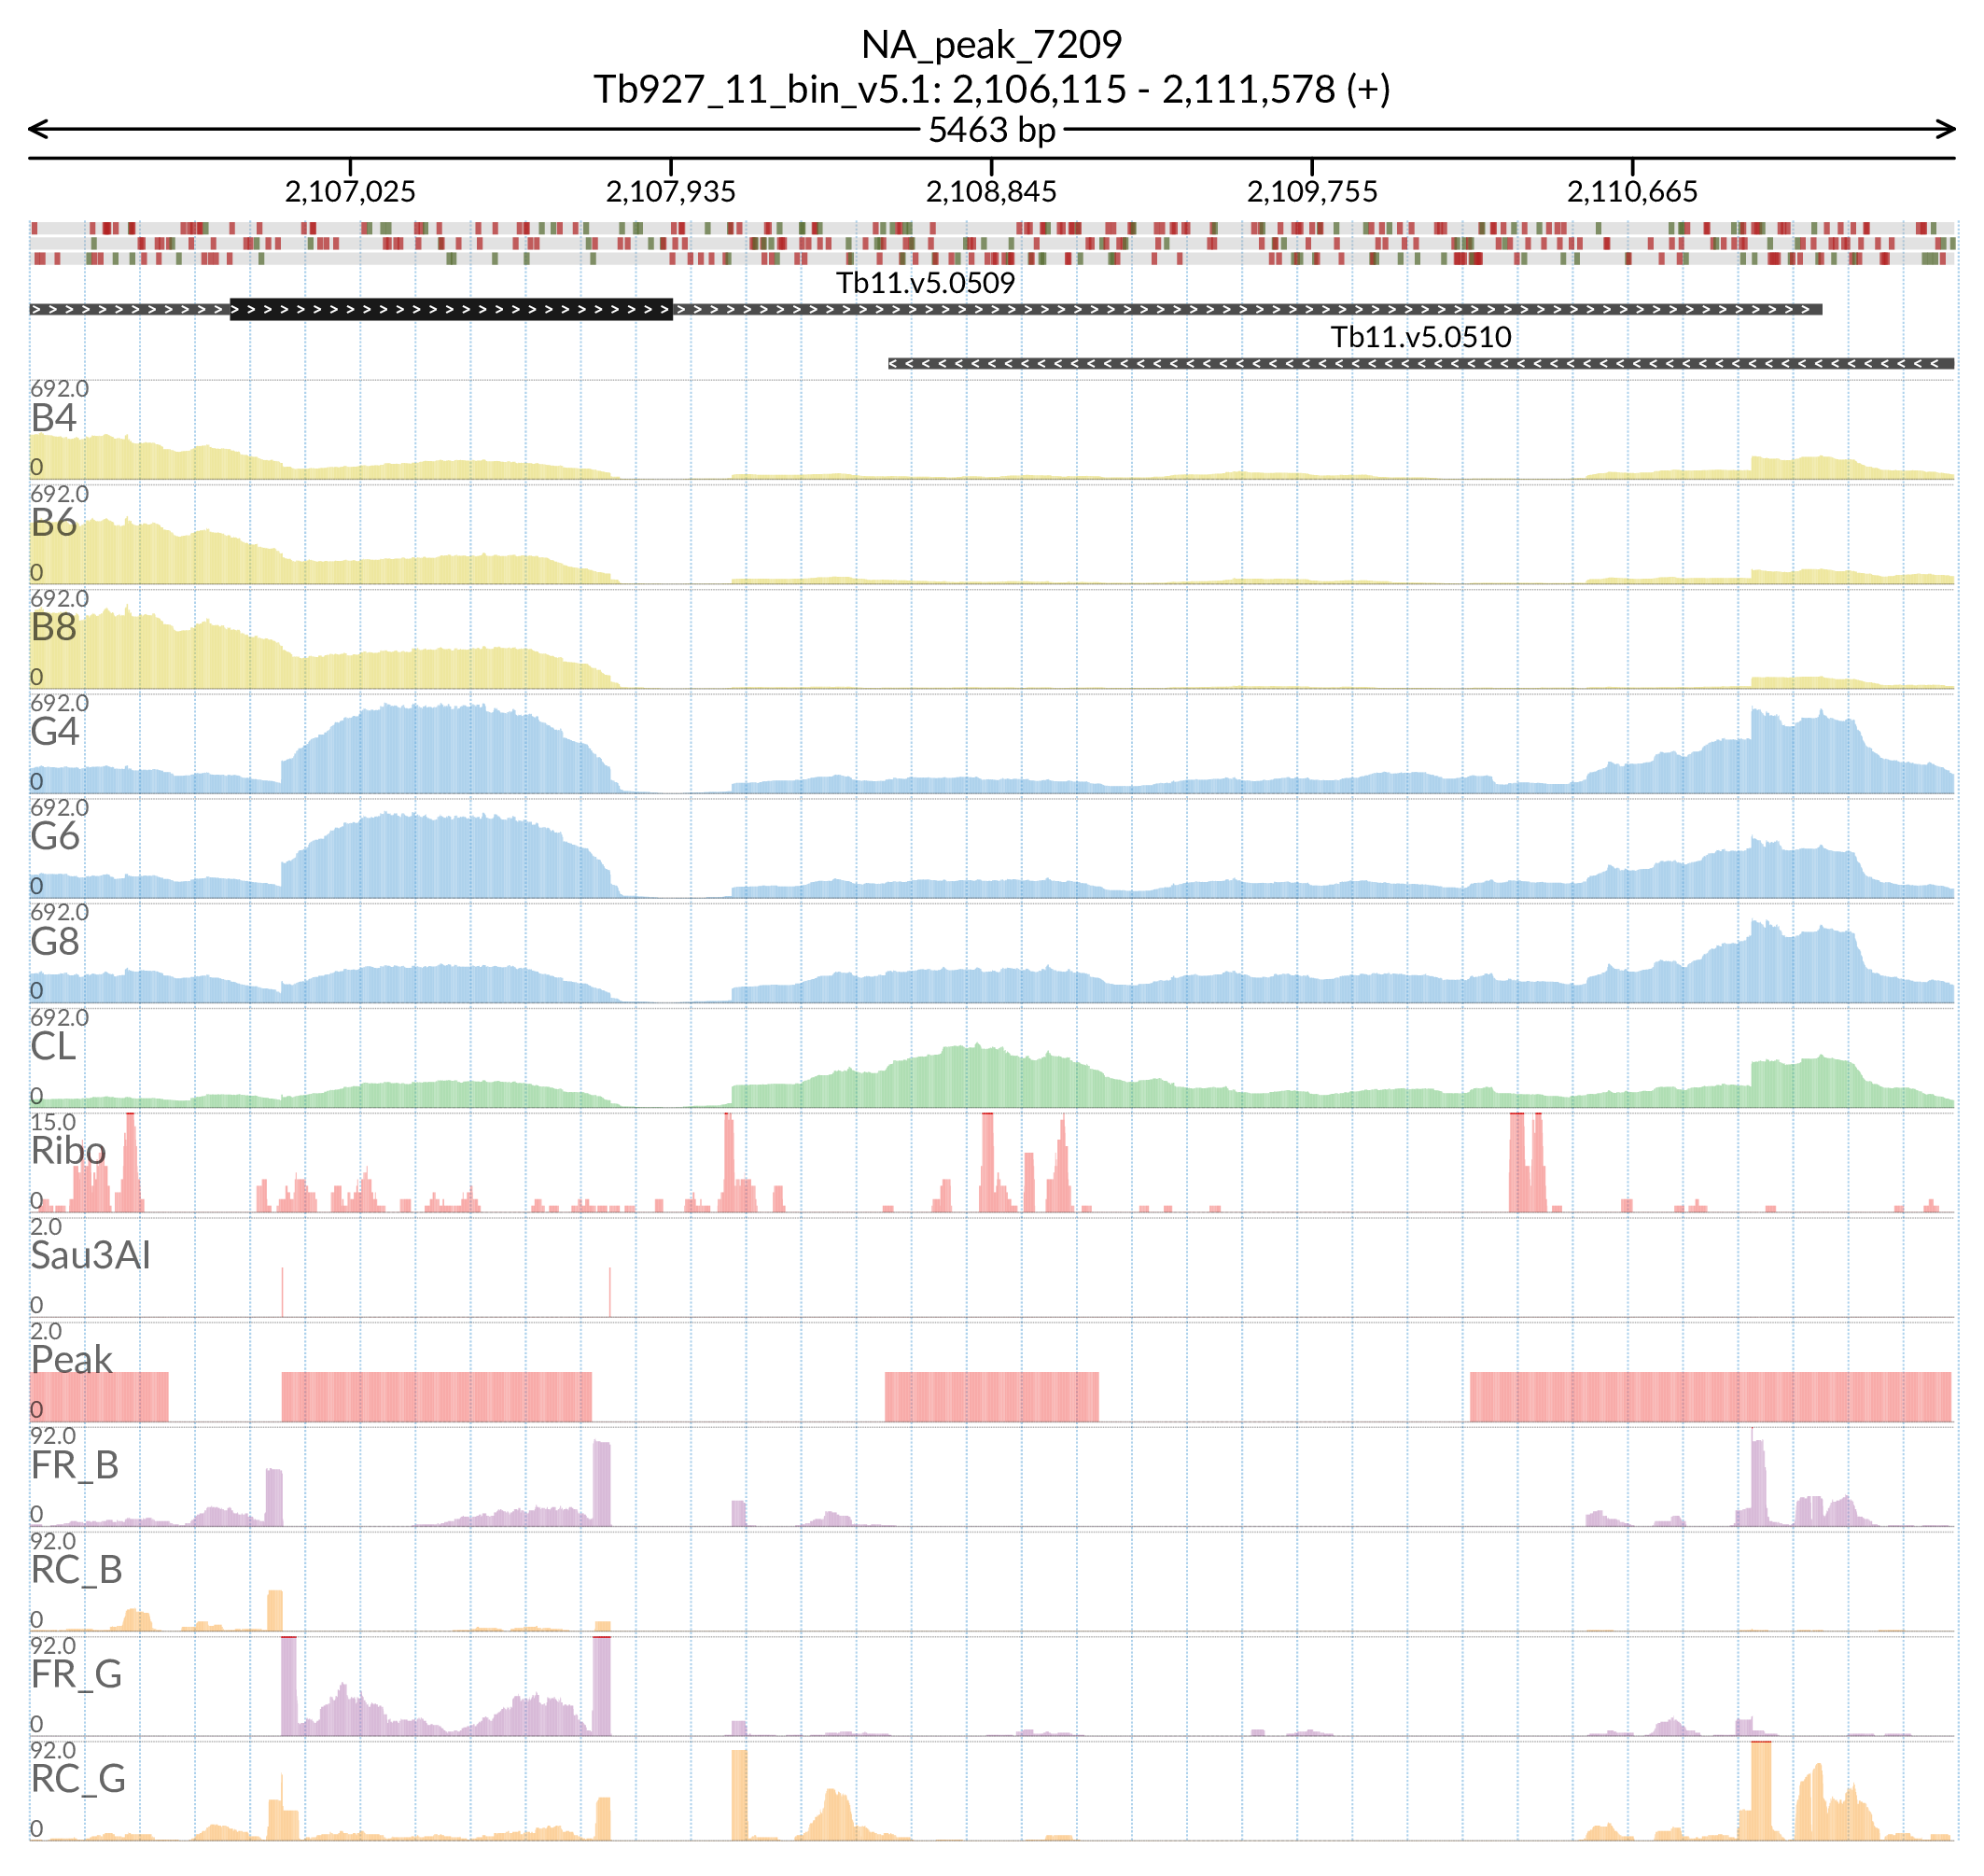 NA_peak_7209
Tb927_11_bin_v5.1: 2,106,115 - 2,111,578 (+)
5463 bp
2,107,025 2,107,935 2,108,845 2,109,755 2,110,665
Tb11.v5.0509
Tb11.v5.0510
692.0
B4
0
692.0
B6
0
692.0
B8
0
692.0
G4
0
692.0
G6
0
692.0
G8
0
692.0
CL
0
15.0
Ribo
0
2.0
Sau3AI
0
2.0
Peak
0
92.0
FR_B
0
92.0
RC_B
0
92.0
FR_G
0
92.0
RC_G
0